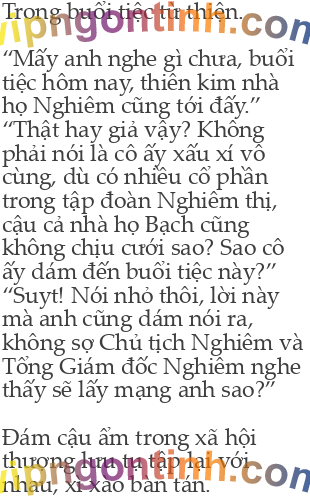 Trong buổi tiệc từ thiện.
vipngontinh.com
“Mấy anh nghe gì chưa, buổi
tiệc hôm nay, thiên kim nhà
họ Nghiêm cũng tới đấy.”
“Thật hay giả vậy? Không
phải nói là cô ấy xấu xí vô
cùng, dù có nhiều cổ phần
trong tập đoàn Nghiêm thị,
cậu cả nhà họ Bạch cũng
không chịu cưới sao? Sao cô
ấy dám đến buổi tiệc này?”
“Suyt! Nói nhỏ thôi, lời này
mà anh cũng dám nói ra,
không sợ Chủ tịch Nghiêm và
Tổng Giám đốc Nghiêm nghe
thấy sẽ lấy mạng anh sao?”
Đám cậu ấm trong xã hội
thượng lưu tụ tập lại với
vipngontinh.com
nhau, xì xào bàn tán.